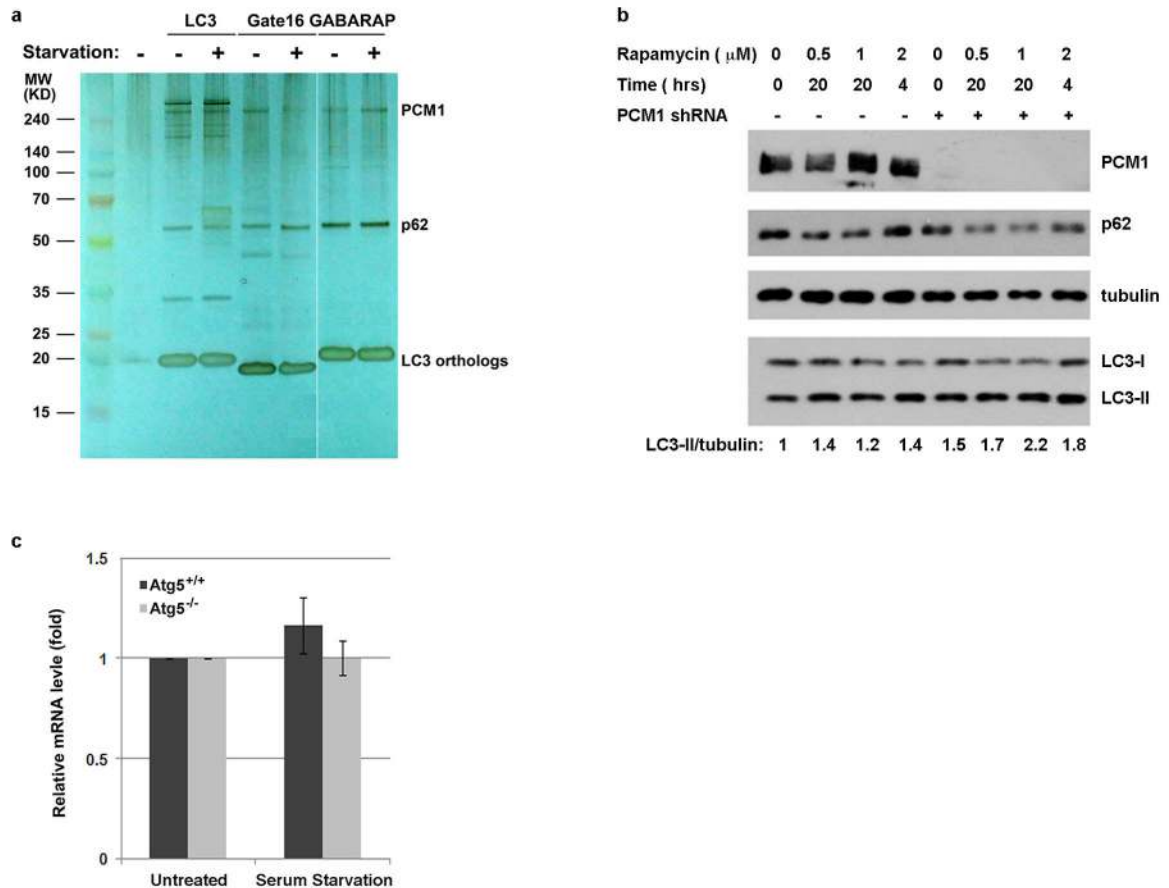 a
LC3 Gate16 GABARAP
Starvation: - - + - + - +
MW
(KD)
240
140
100
70
50
35
25
20
15
PCM1
p62
LC3 orthologs
b
Rapamycin ( μM) 0 0.5 1 2 0 0.5 1 2
Time ( hrs) 0 20 20 4 0 20 20 4
PCM1 shRNA - - - - + + + +
PCM1
p62
tubulin
LC3-I
LC3-II
LC3-II/tubulin: 1 1.4 1.2 1.4 1.5 1.7 2.2 1.8
c
Relative mRNA levle (fold)
1.5
1
0.5
0
Atg5+/+
Atg5-/-
Untreated Serum Starvation